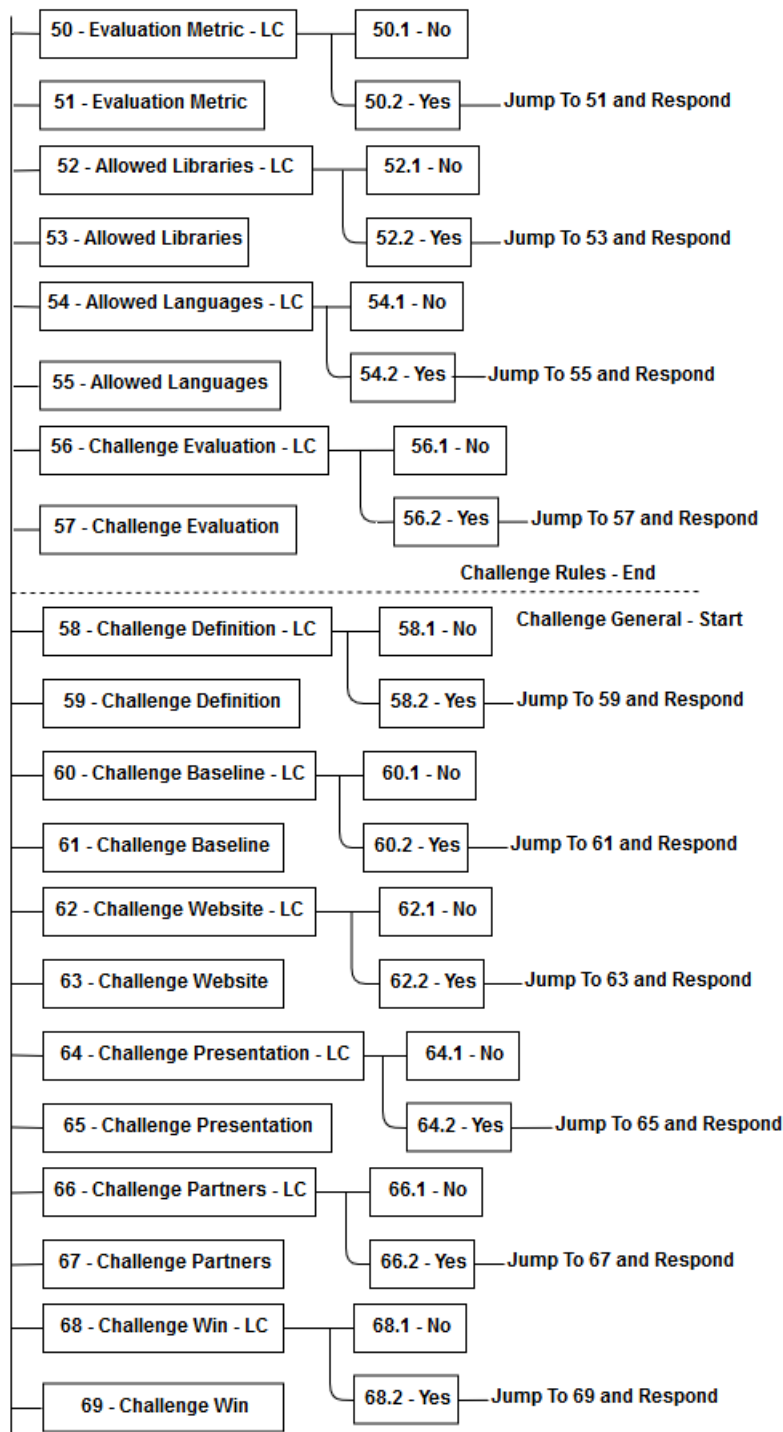 50 - Evaluation Metric - LC
50.1 - No
51 - Evaluation Metric
50.2 - Yes
Jump To 51 and Respond
52 - Allowed Libraries - LC
52.1 - No
53 - Allowed Libraries
52.2 - Yes
Jump To 53 and Respond
54 - Allowed Languages - LC
54.1 - No
55 - Allowed Languages
54.2 - Yes
Jump To 55 and Respond
56 - Challenge Evaluation - LC
56.1 - No
57 - Challenge Evaluation
56.2 - Yes
Jump To 57 and Respond
Challenge Rules - End
58 - Challenge Definition - LC
58.1 - No
Challenge General - Start
59 - Challenge Definition
58.2 - Yes
Jump To 59 and Respond
60 - Challenge Baseline - LC
60.1 - No
61 - Challenge Baseline
60.2 - Yes
Jump To 61 and Respond
62 - Challenge Website - LC
62.1 - No
63 - Challenge Website
62.2 - Yes
Jump To 63 and Respond
64 - Challenge Presentation - LC
64.1 - No
65 - Challenge Presentation
64.2 - Yes
Jump To 65 and Respond
66 - Challenge Partners - LC
66.1 - No
67 - Challenge Partners
66.2 - Yes
Jump To 67 and Respond
68 - Challenge Win - LC
68.1 - No
69 - Challenge Win
68.2 - Yes
Jump To 69 and Respond